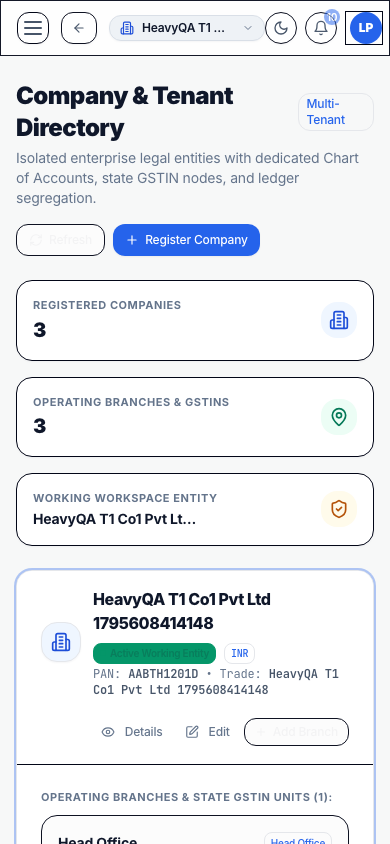 HeavyQA T1 ...
N
LP
Company & Tenant
Directory
Multi-
Tenant
Isolated enterprise legal entities with dedicated Chart
of Accounts, state GSTIN nodes, and ledger
segregation.
Refresh
Register Company
REGISTERED COMPANIES
3
OPERATING BRANCHES & GSTINS
3
WORKING WORKSPACE ENTITY
HeavyQA T1 Co1 Pvt Lt...
HeavyQA T1 Co1 Pvt Ltd
1795608414148
Active Working Entity
INR
PAN: AABTH1201D • Trade: HeavyQA T1
Co1 Pvt Ltd 1795608414148
Details
Edit
+ Add Branch
OPERATING BRANCHES & STATE GSTIN UNITS (1):
Head Office
Head Office